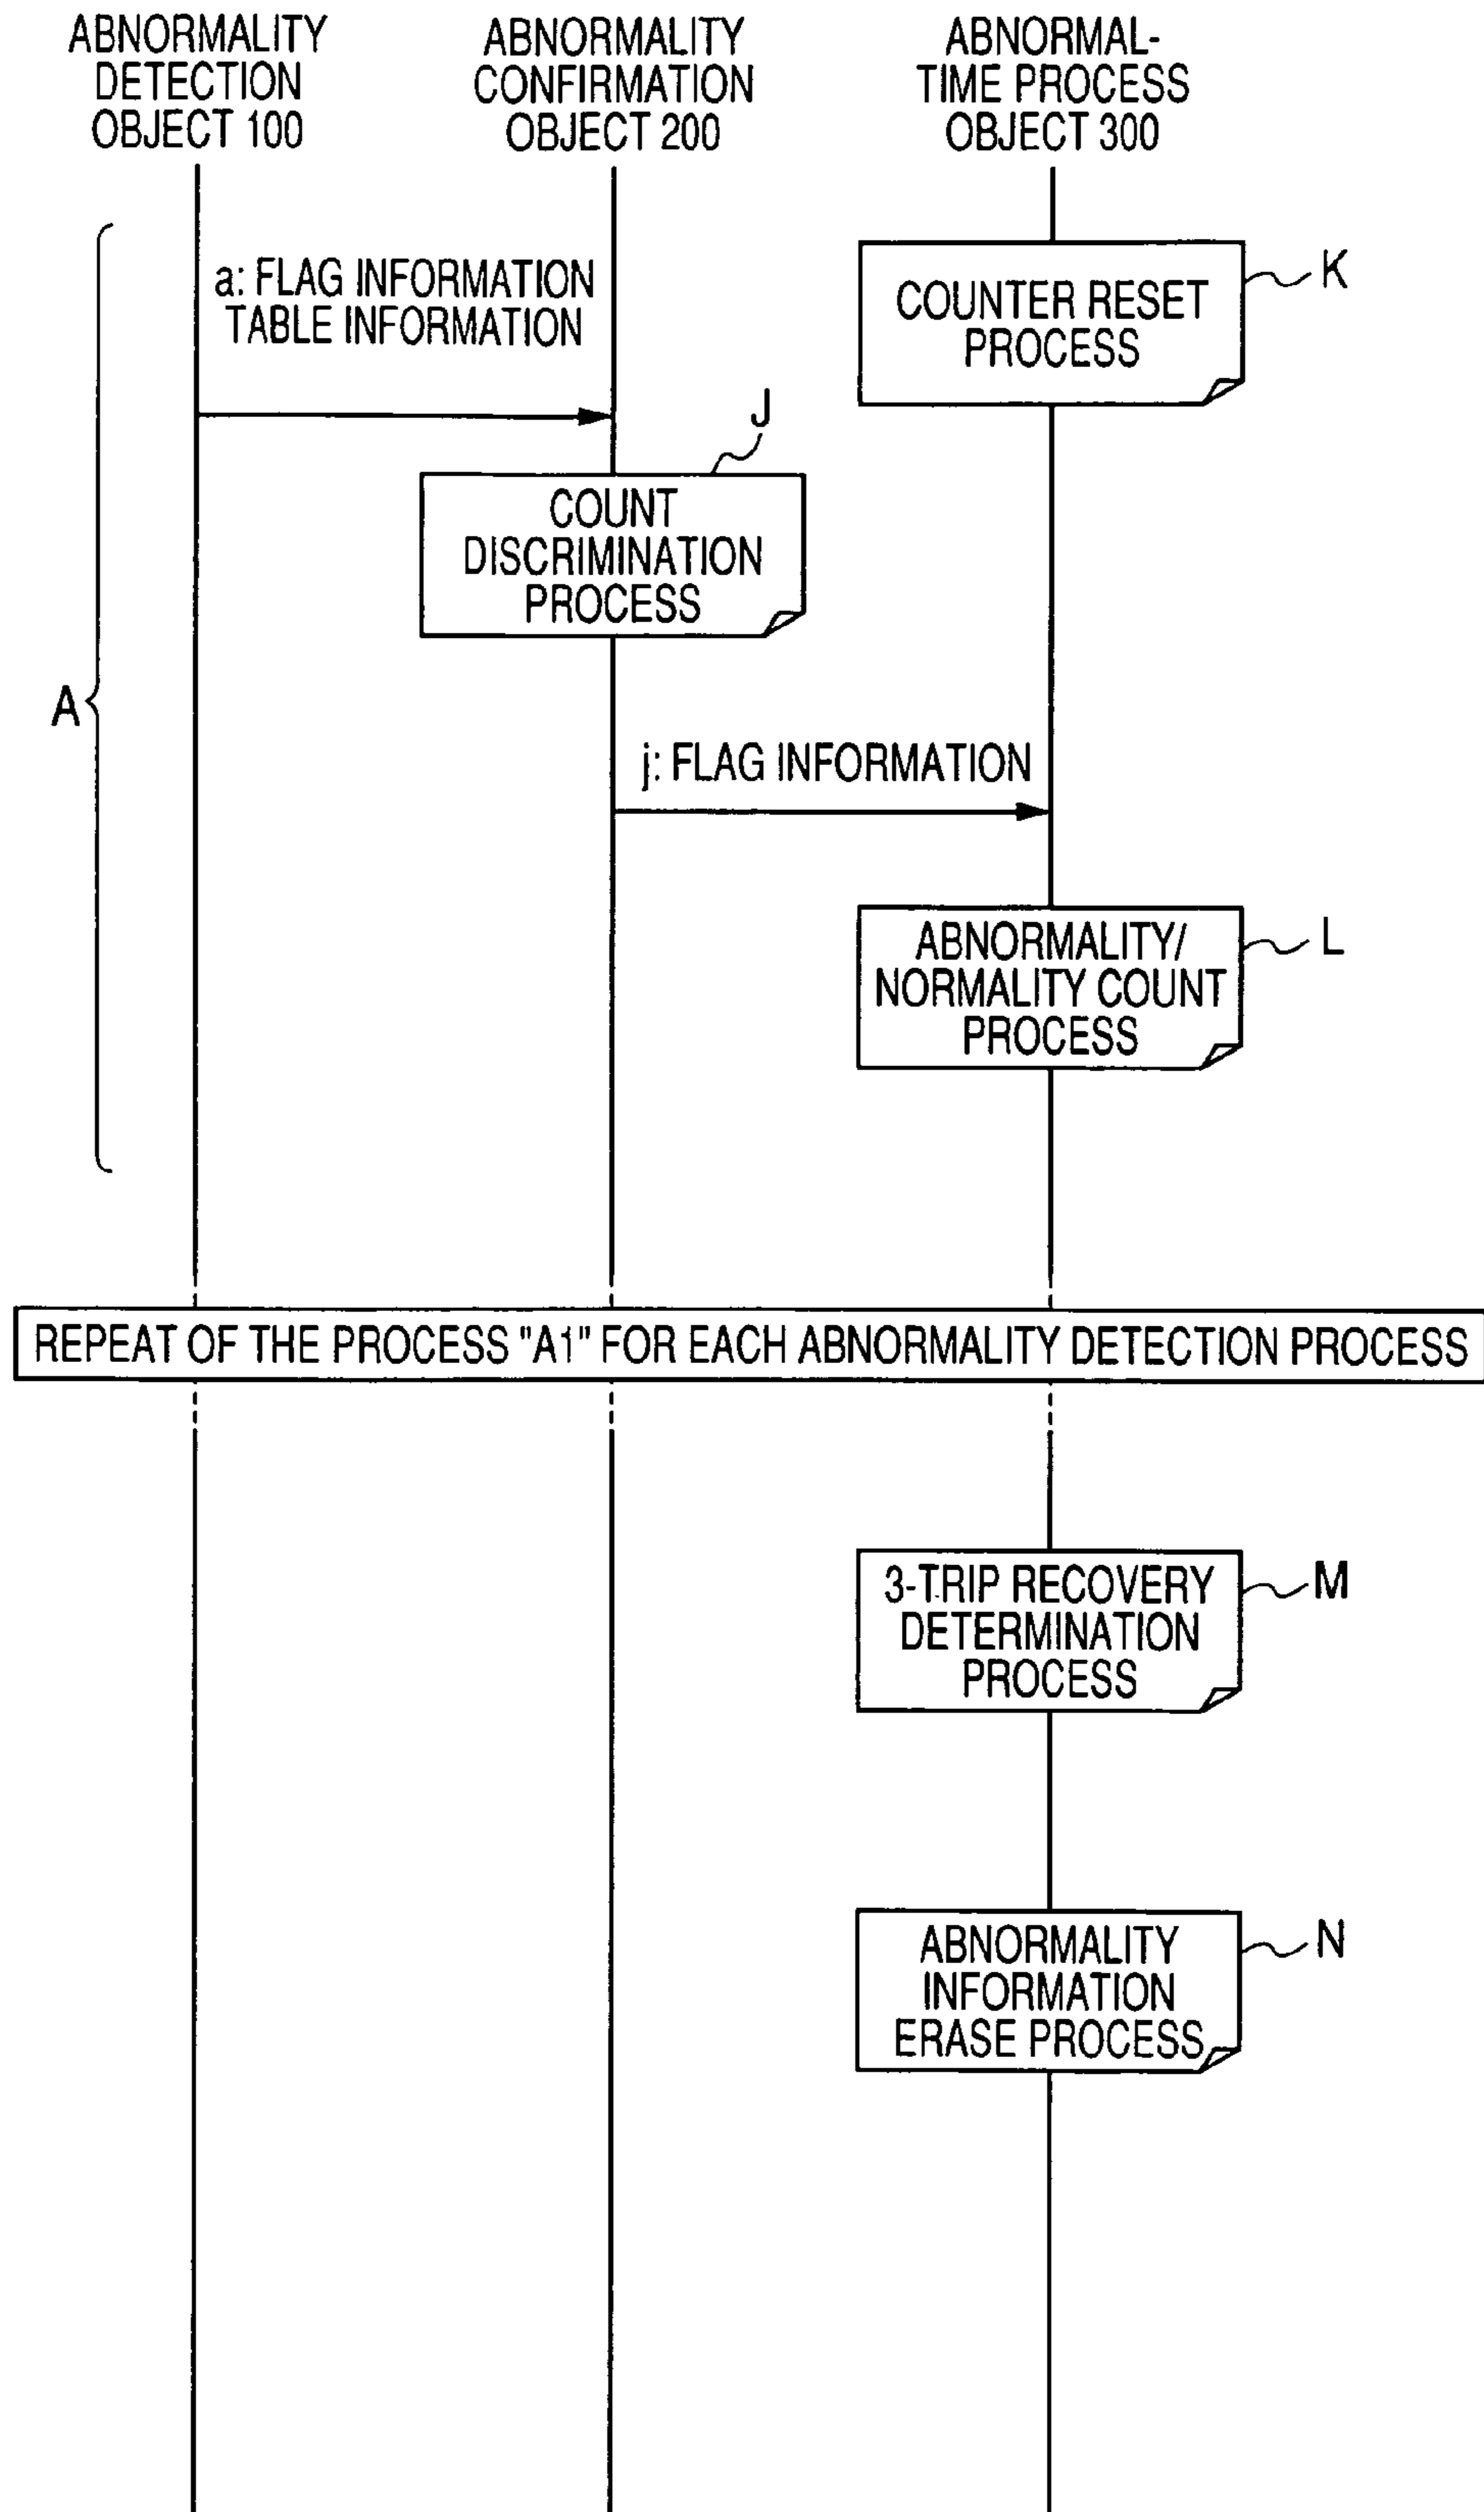 ABNORMALITY
DETECTION
OBJECT 100
ABNORMALITY
CONFIRMATION
OBJECT 200
ABNORMAL-
TIME PROCESS
OBJECT 300
a: FLAG INFORMATION
TABLE INFORMATION
COUNTER RESET
PROCESS
K
J
COUNT
DISCRIMINATION
PROCESS
A
j: FLAG INFORMATION
ABNORMALITY/
NORMALITY COUNT
PROCESS
L
REPEAT OF THE PROCESS "A1" FOR EACH ABNORMALITY DETECTION PROCESS
3-TRIP RECOVERY
DETERMINATION
PROCESS
M
ABNORMALITY
INFORMATION
ERASE PROCESS
N